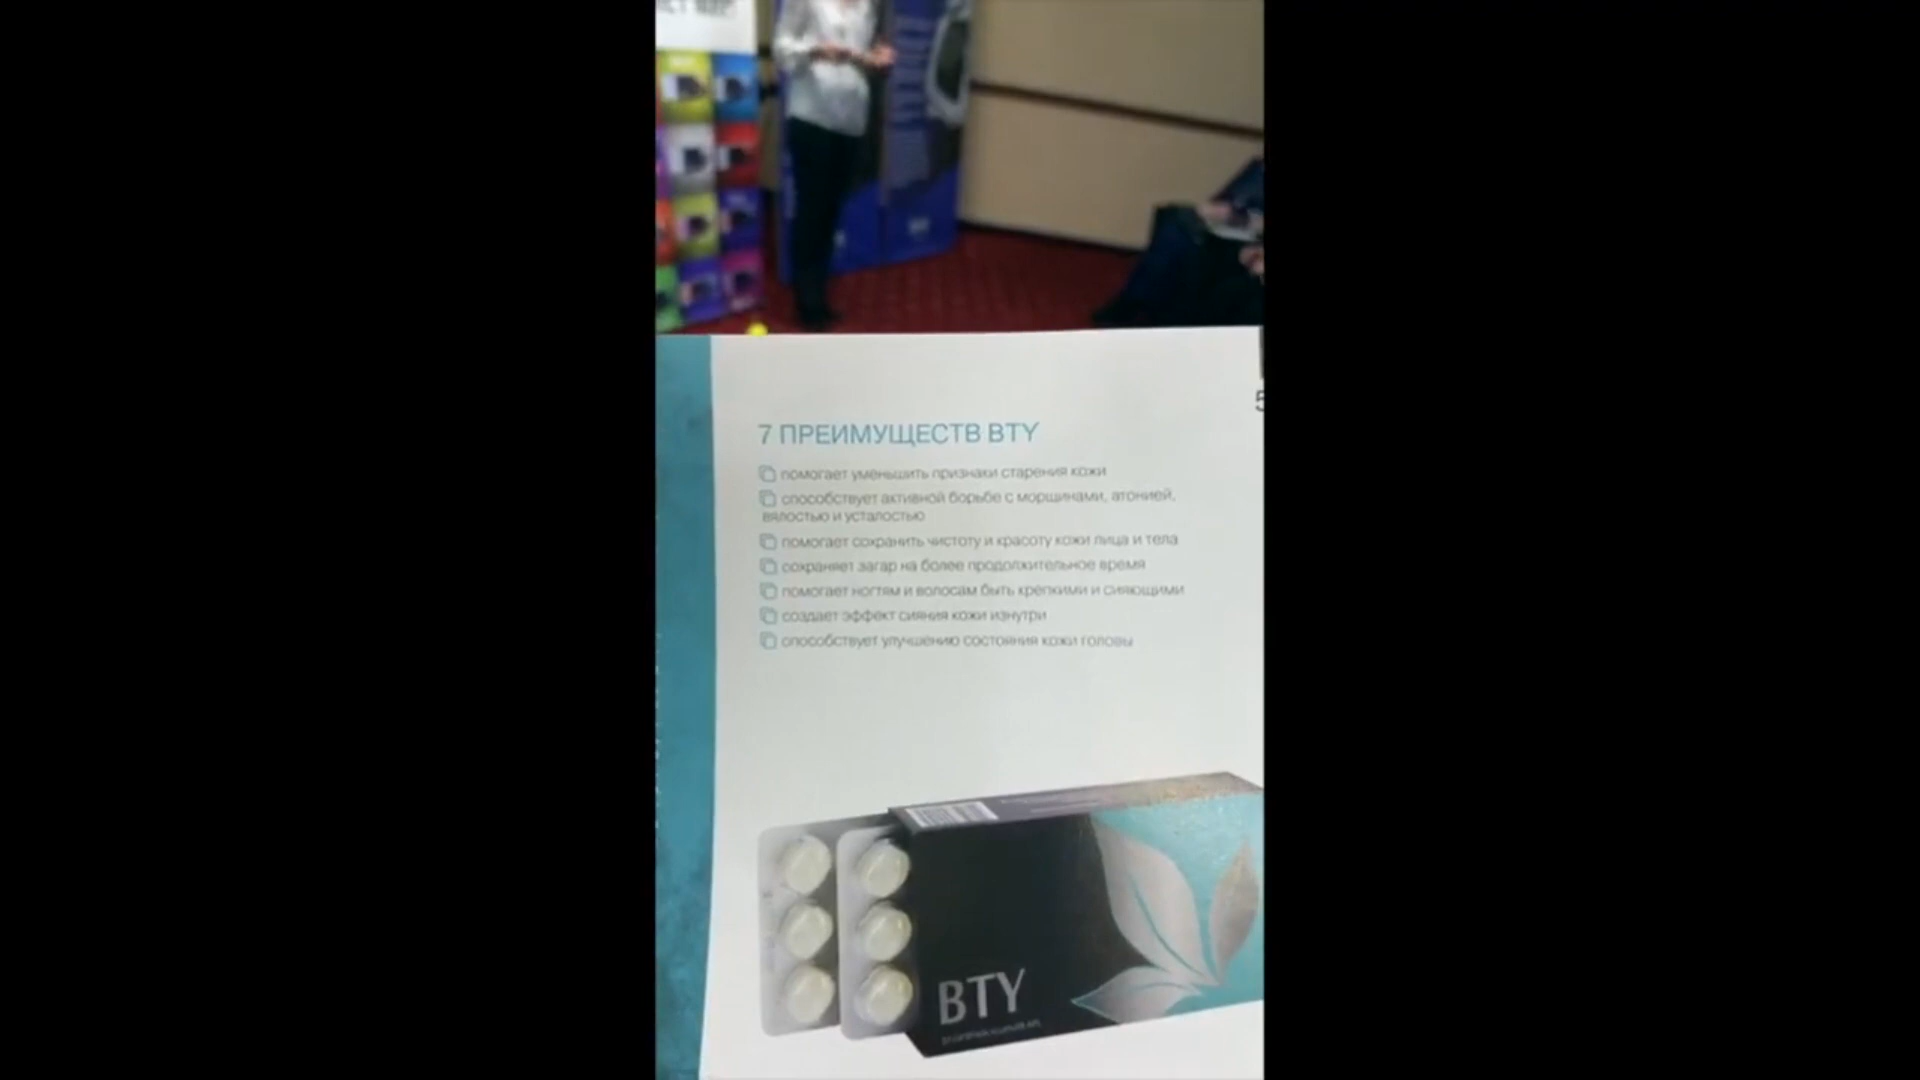 7 ПРЕИМУЩЕСТВ BTY
помогает уменьшить признаки старения кожи
способствует активной борьбе с морщинами, атонией,
вялостью и усталостью
помогает сохранить чистоту и красоту кожи лица и тела
сохраняет загар на более продолжительное время
помогает ногтям и волосам быть крепкими и сияющими
создает эффект сияния кожи изнутри
способствует улучшению состояния кожи головы
BTY